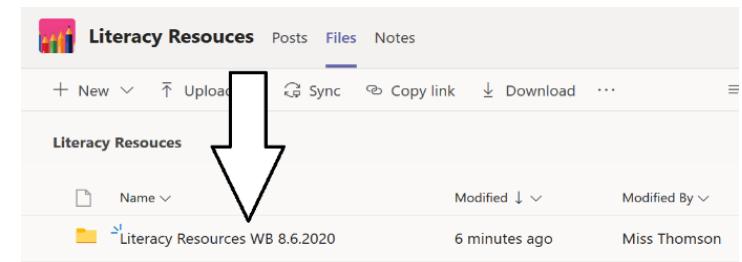 Literacy Resouces Posts Files Notes
New Upload Sync Copy link Download ...
Literacy Resouces
Name Modified Modified By
Literacy Resources WB 8.6.2020 6 minutes ago Miss Thomson